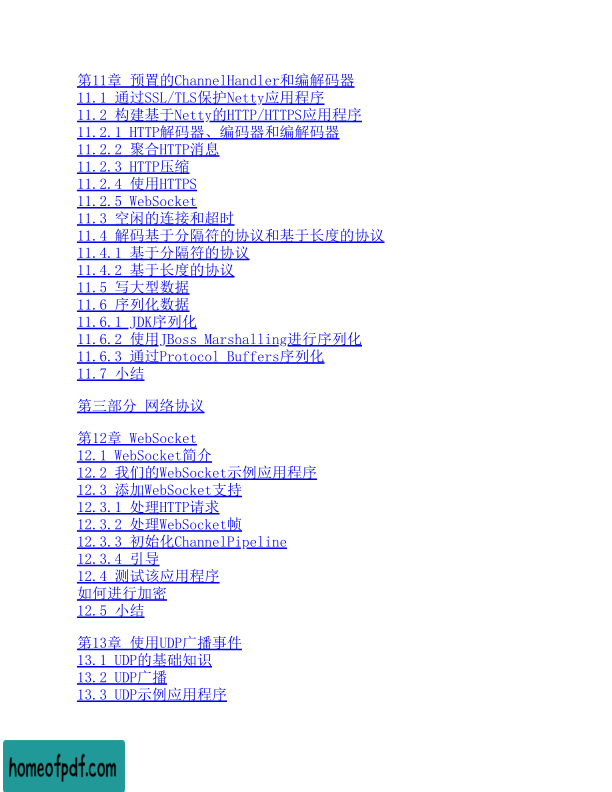 第11章 预置的ChannelHandler和编解码器
11.1 通过SSL/TLS保护Netty应用程序
11.2 构建基于Netty的HTTP/HTTPS应用程序
11.2.1 HTTP解码器、编码器和编解码器
11.2.2 聚合HTTP消息
11.2.3 HTTP压缩
11.2.4 使用HTTPS
11.2.5 WebSocket
11.3 空闲的连接和超时
11.4 解码基于分隔符的协议和基于长度的协议
11.4.1 基于分隔符的协议
11.4.2 基于长度的协议
11.5 写大型数据
11.6 序列化数据
11.6.1 JDK序列化
11.6.2 使用JBoss Marshalling进行序列化
11.6.3 通过Protocol Buffers序列化
11.7 小结
第三部分 网络协议
第12章 WebSocket
12.1 WebSocket简介
12.2 我们的WebSocket示例应用程序
12.3 添加WebSocket支持
12.3.1 处理HTTP请求
12.3.2 处理WebSocket帧
12.3.3 初始化ChannelPipeline
12.3.4 引导
12.4 测试该应用程序
如何进行加密
12.5 小结
第13章 使用UDP广播事件
13.1 UDP的基础知识
13.2 UDP广播
13.3 UDP示例应用程序
homeofpdf.com